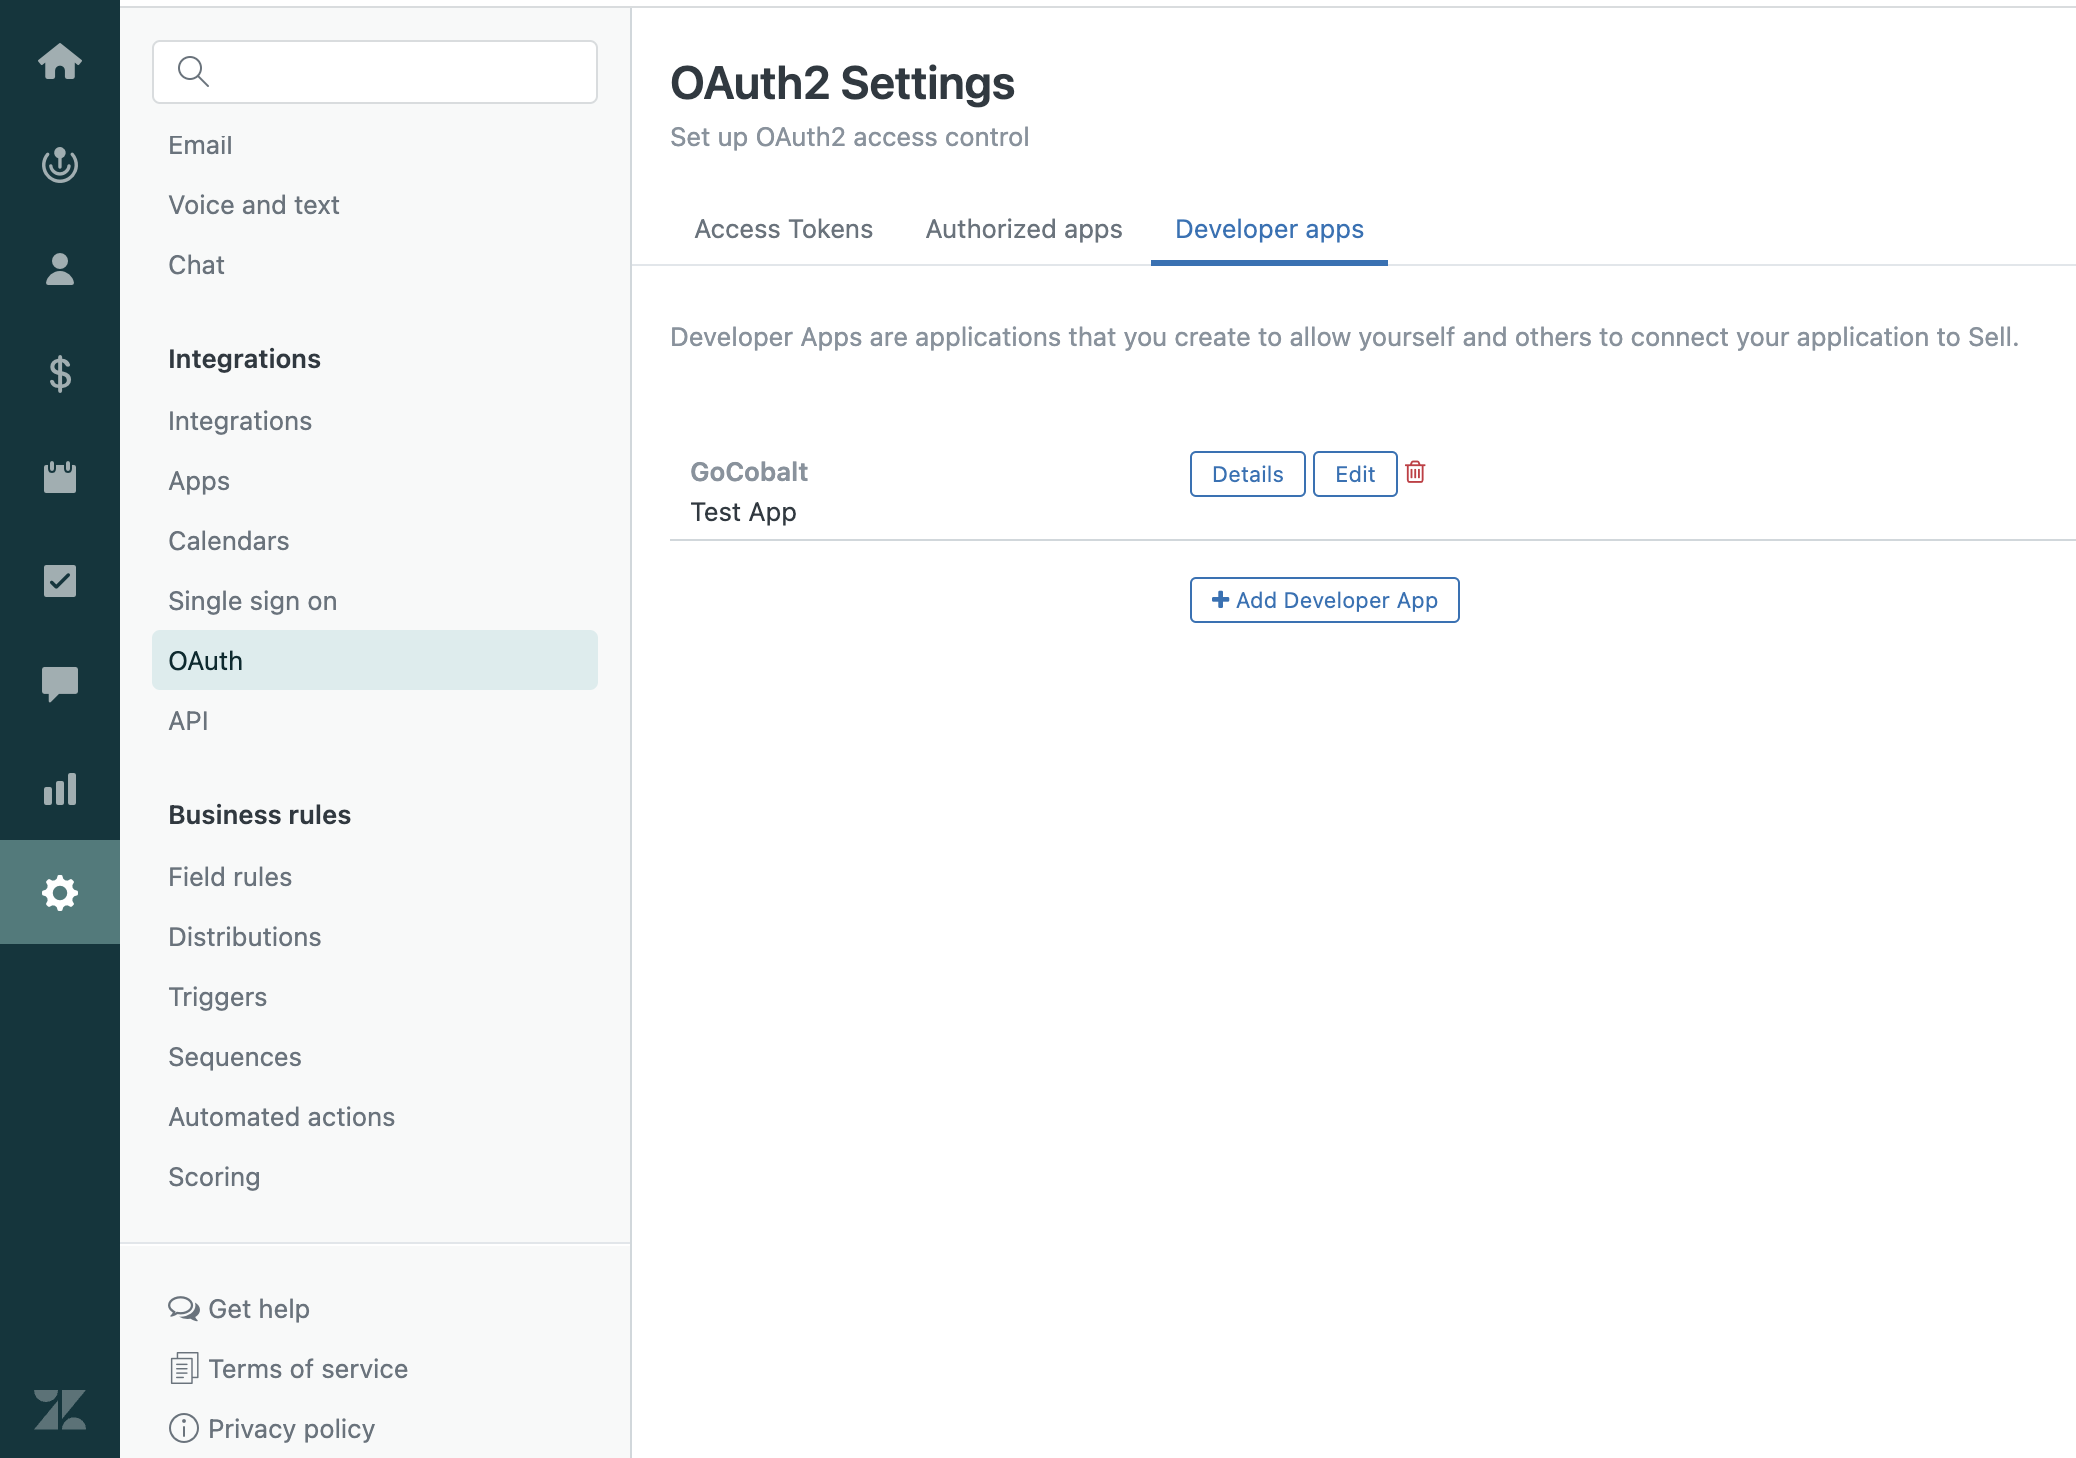 Email
Voice and text
Chat
Integrations
Integrations
Apps
Calendars
Single sign on
OAuth
API
Business rules
Field rules
Distributions
Triggers
Sequences
Automated actions
Scoring
Get help
Terms of service
Privacy policy
OAuth2 Settings
Set up OAuth2 access control
Access Tokens
Authorized apps
Developer apps
Developer Apps are applications that you create to allow yourself and others to connect your application to Sell.
GoCobalt
Test App
Details
Edit
Add Developer App